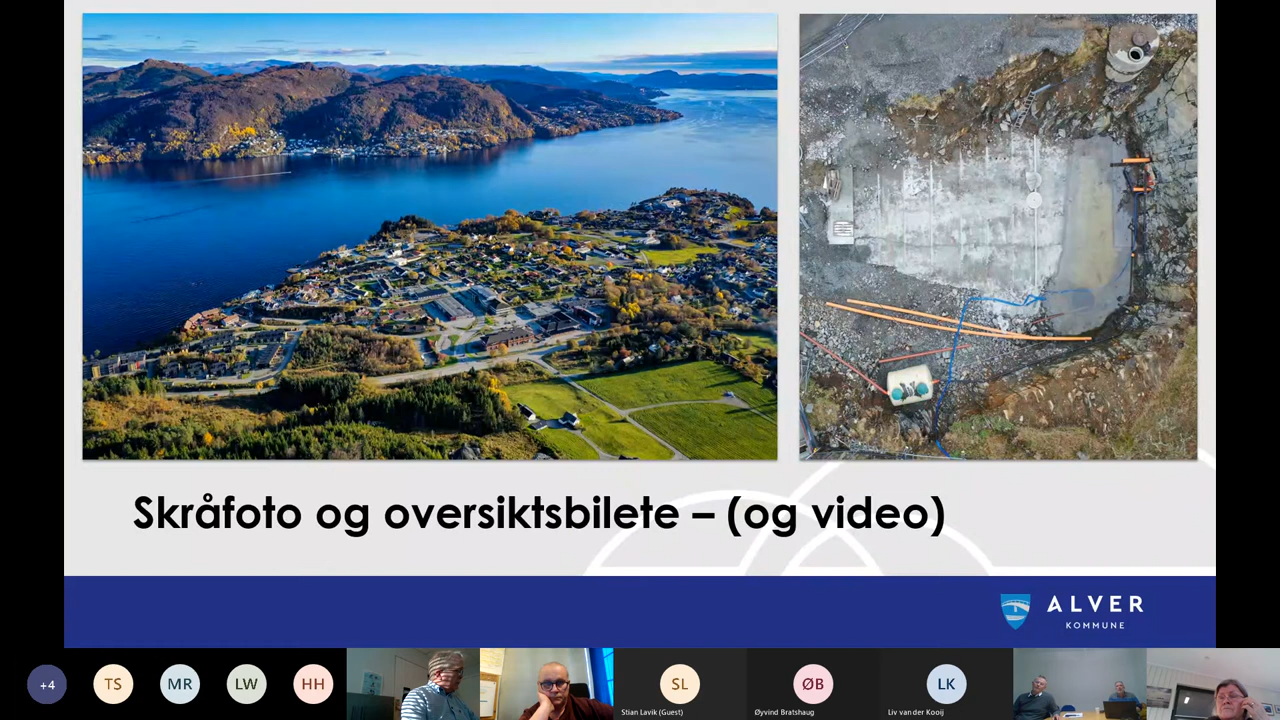 Skråfoto og oversiktsbilete – (og video)
ALVER
KOMMUNE
+4
TS
MR
LW
HH
SL
ØB
LK
Stian Lavik (Guest)
Øyvind Bratshaug
Liv van der Kooij